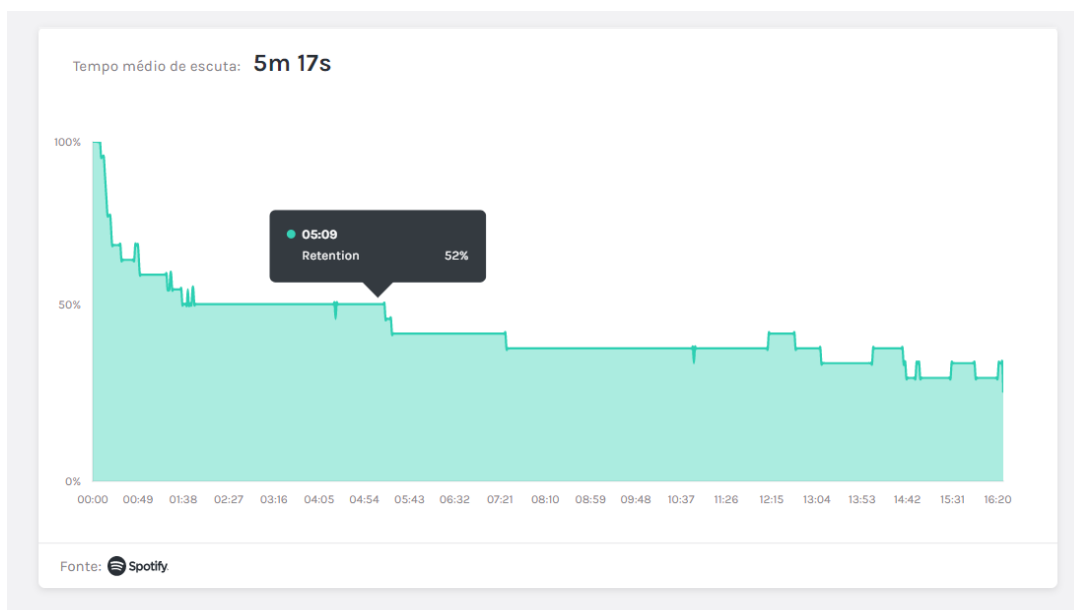 Tempo médio de escuta: 5m 17s
100%
05:09
Retention 52%
50%
0%
00:00 00:49 01:38 02:27 03:16 04:05 04:54 05:43 06:32 07:21 08:10 08:59 09:48 10:37 11:26 12:15 13:04 13:53 14:42 15:31 16:20
Fonte: Spotify